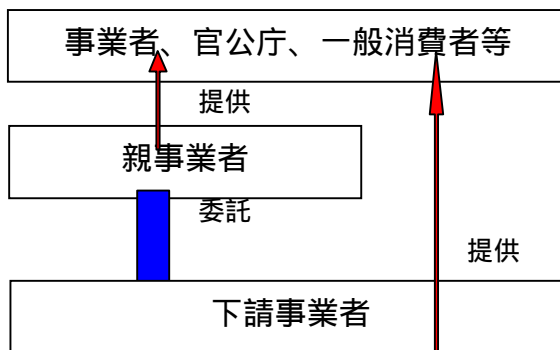 事業者、官公庁、一般消費者等
提供
親事業者
委託
提供
下請事業者